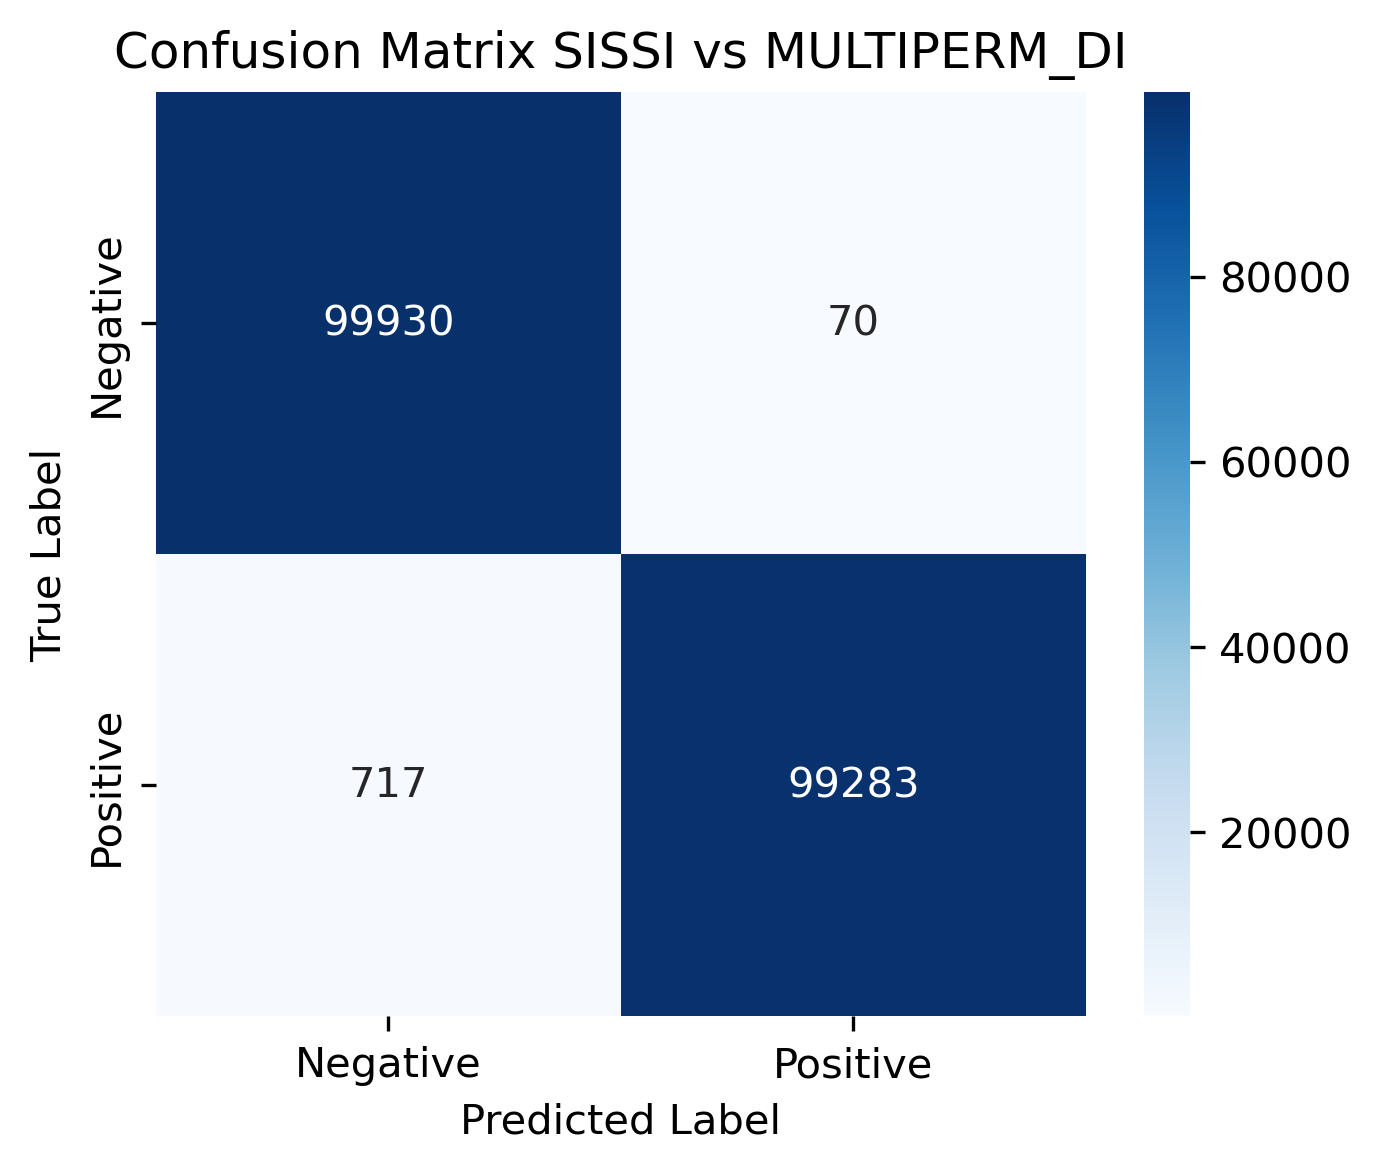 Confusion Matrix SISSI vs MULTIPERM_DI
True Label
Negative
99930
70
Positive
717
99283
Negative
Positive
Predicted Label
80000
60000
40000
20000